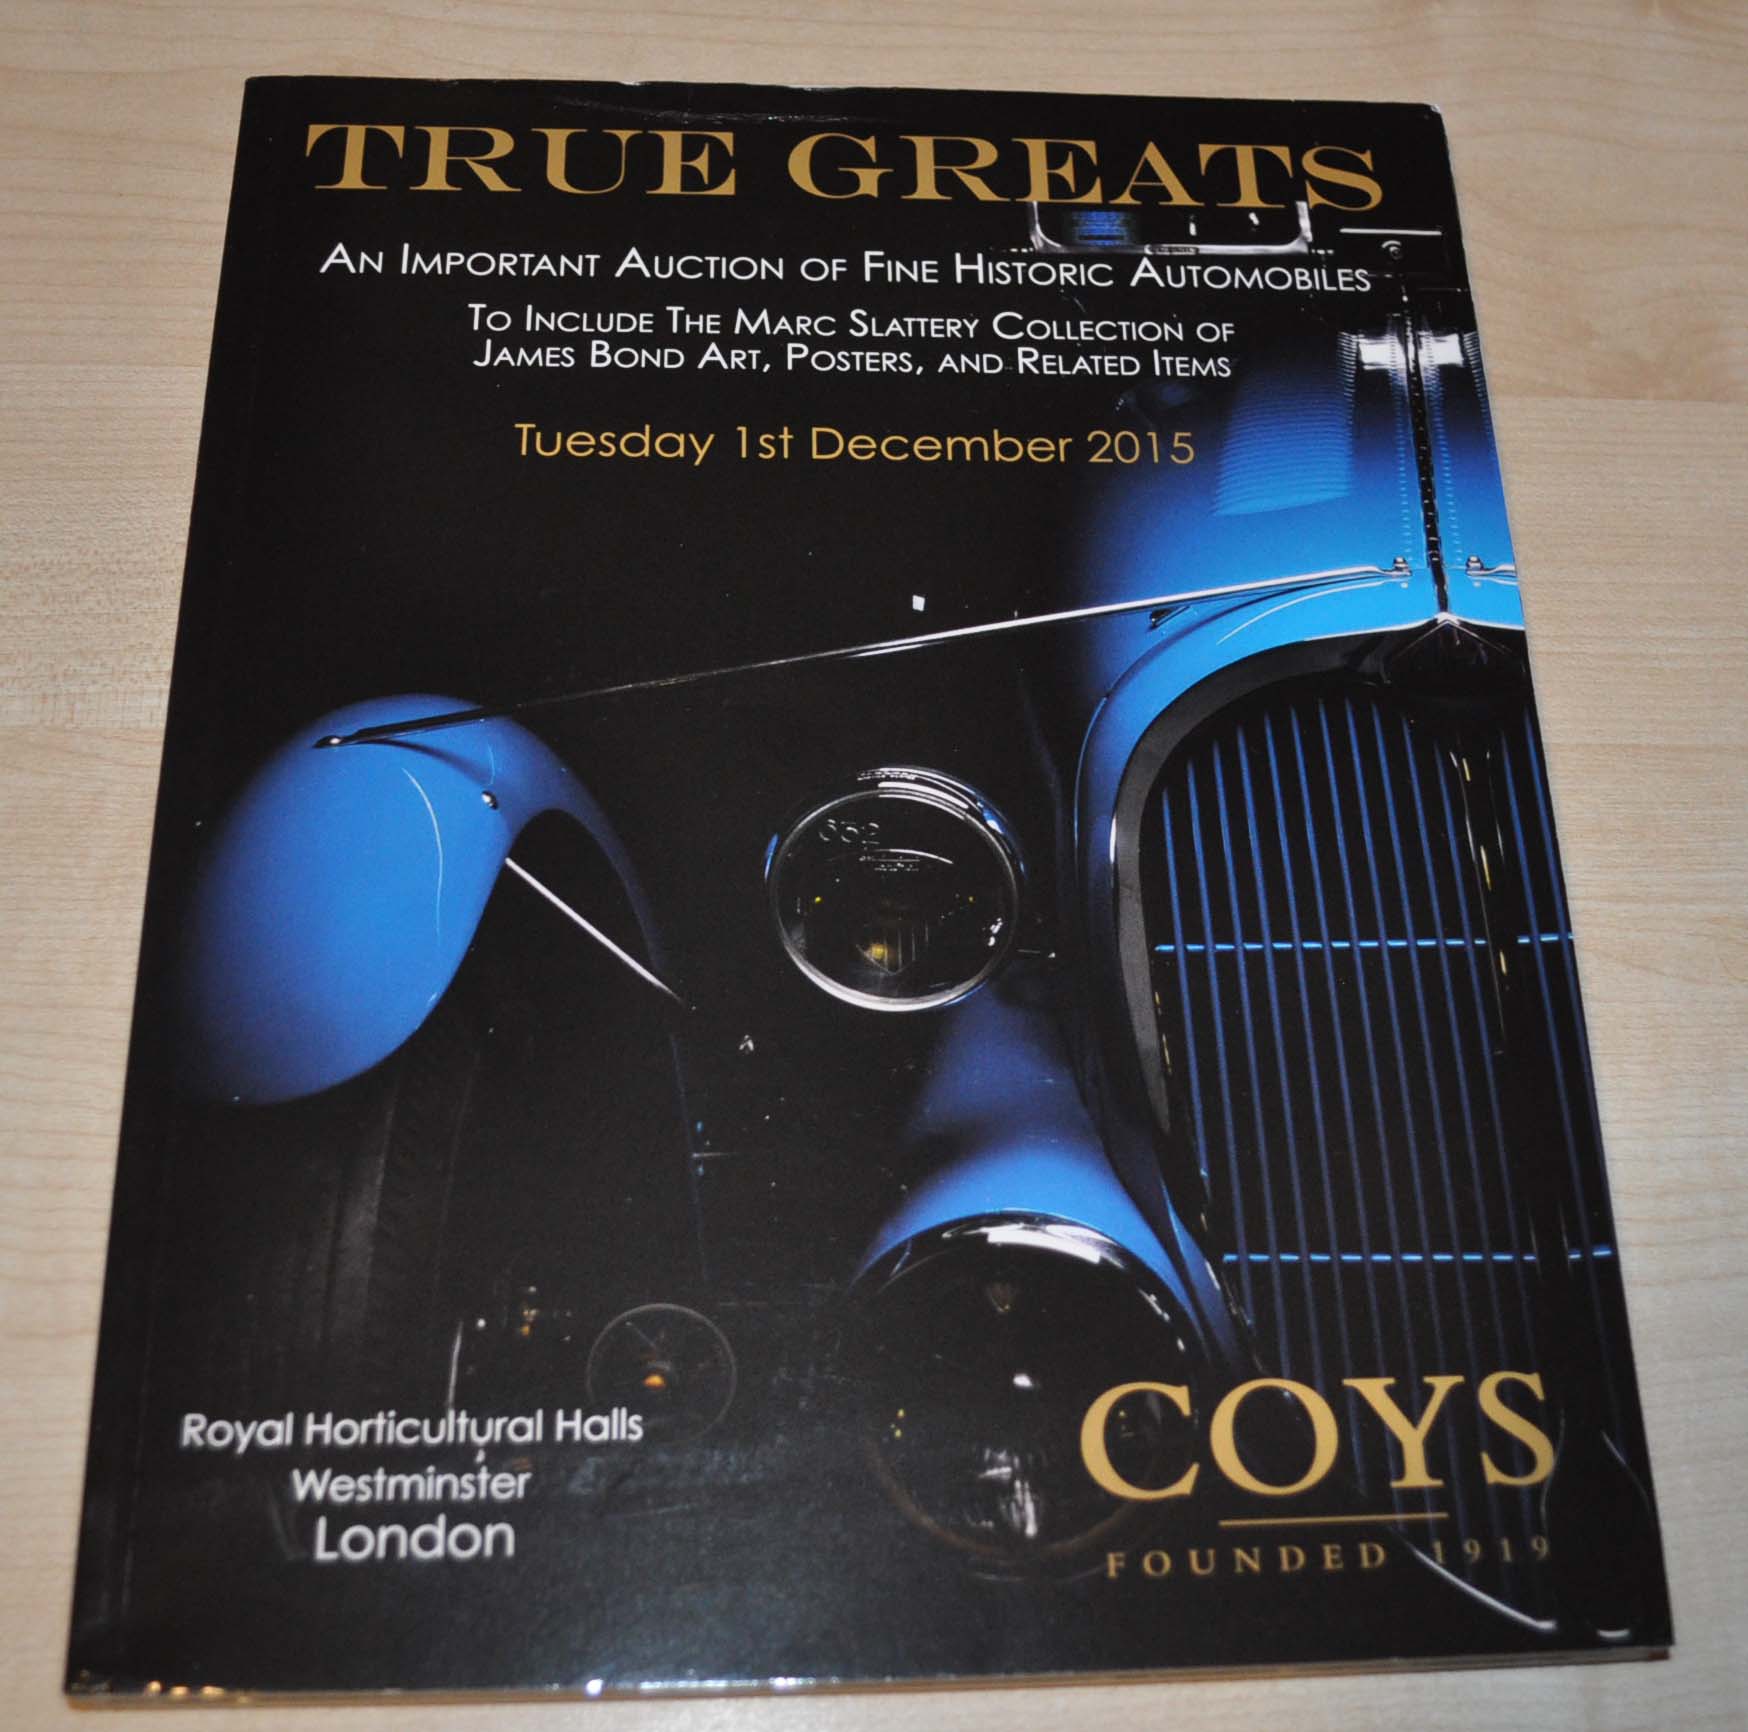 TRUE GREATS
An Important Auction of Fine Historic Automobiles
To Include The Marc Slattery Collection of
James Bond Art, Posters, and Related Items
Tuesday 1st December 2015
632
Royal Horticultural Halls
Westminster
London
COYS
FOUNDED 1919